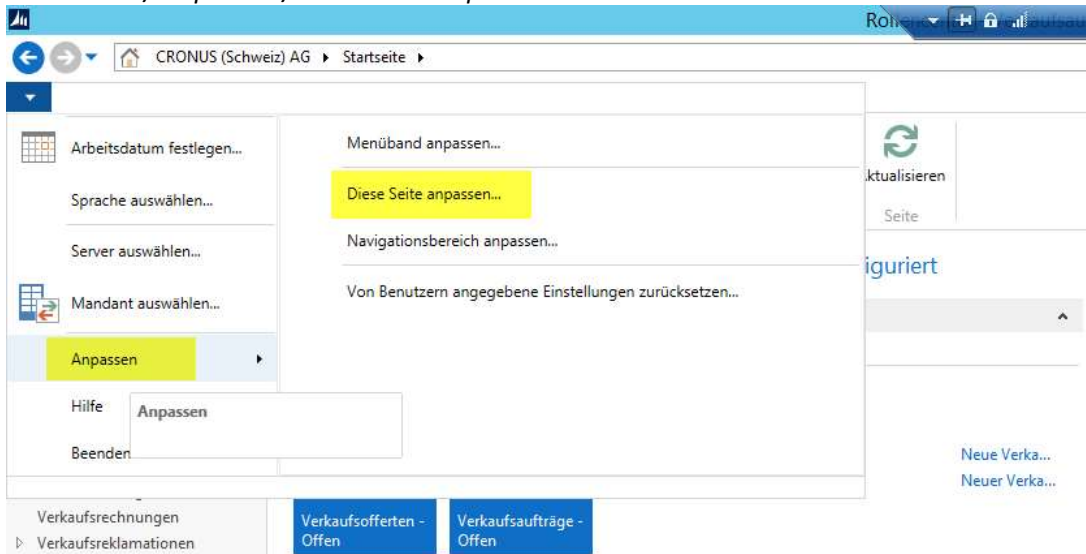 CRONUS (Schweiz) AG ▸ Startseite ▸
Arbeitsdatum festlegen...
Sprache auswählen...
Server auswählen...
Mandant auswählen...
Anpassen
Hilfe
Beenden
Anpassen
Menüband anpassen...
Diese Seite anpassen...
Navigationsbereich anpassen...
Von Benutzern angegebene Einstellungen zurücksetzen...
ktualisieren
Seite
iguriert
Neue Verka...
Neuer Verka...
Verkaufsrechnungen
Verkaufsreklamationen
Verkaufsofferten -
Offen
Verkaufsaufträge -
Offen